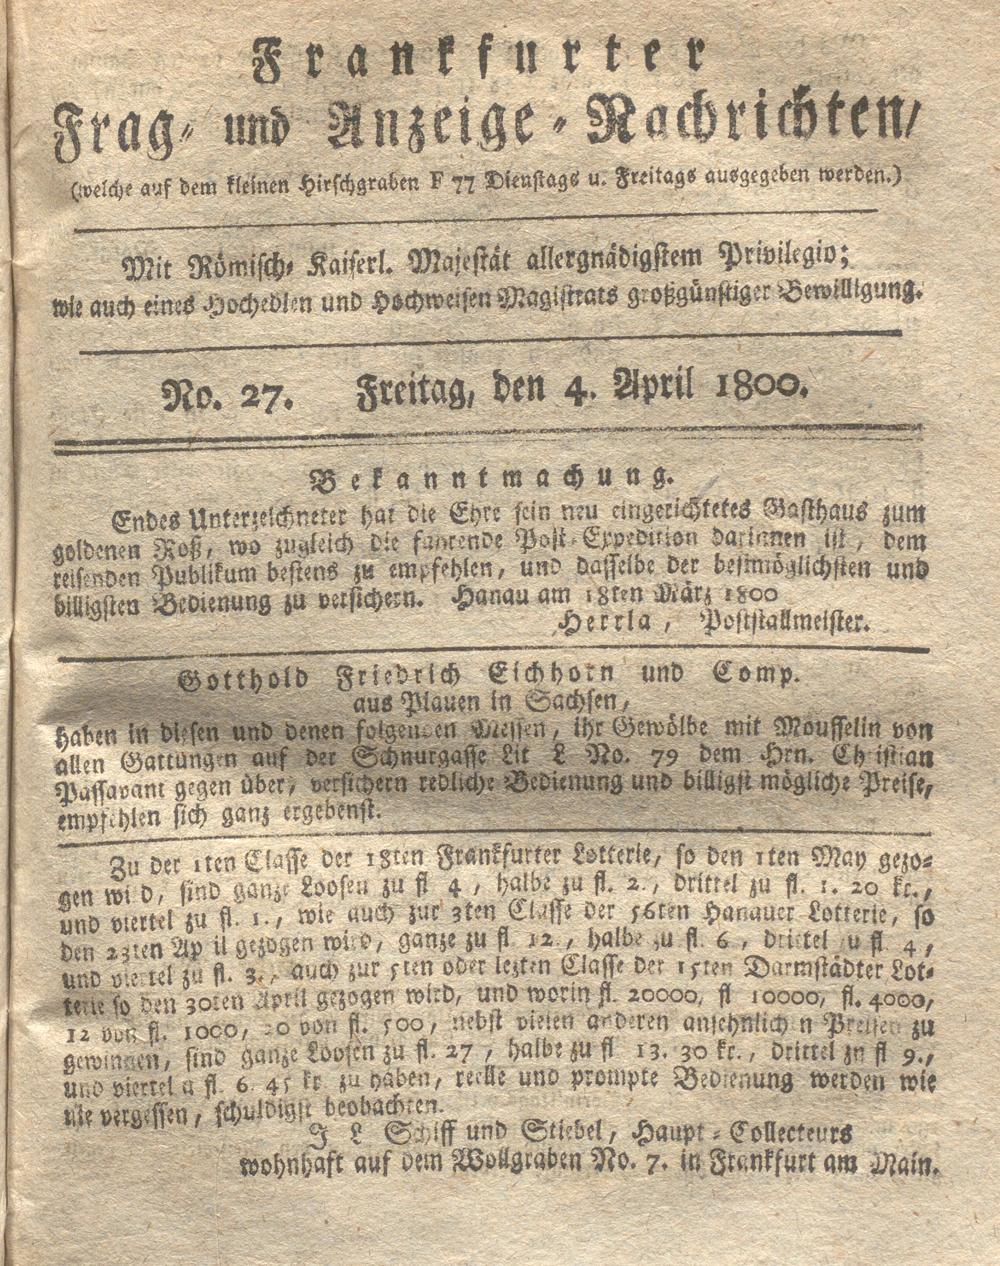 Frankfurter
Frag- und Anzeige-Nachrichten/
(welche auf dem kleinen Hirschgraben F 77 Dienstags u. Freitags ausgegeben werden.)
Mit Römisch- Kaiserl. Majestät allergnädigstem Privilegio;
wie auch eines Hochedlen und Hochweisen Magistrats großgünstiger Bewilligung.
No. 27. Freitag, den 4. April 1800.
Bekanntmachung.
Endes Unterzeichneter hat die Ehre sein neu eingerichtetes Gasthaus zum
goldenen Roß, wo zugleich die fahrende Post-Expedition darinnen ist, dem
reisenden Publikum bestens zu empfehlen, und dasselbe der bestmöglichsten und
billigsten Bedienung zu versichern. Hanau am 18ten März 1800
Herrla, Poststallmeister.
Gotthold Friedrich Eichhorn und Comp.
aus Plauen in Sachsen,
haben in diesen und denen folgenden Messen, ihr Gewölbe mit Mousselin von
allen Gattungen auf der Schnurgasse Lit L No. 79 dem Hrn. Christian
Passavant gegen über, versichern redliche Bedienung und billigst mögliche Preise,
empfehlen sich ganz ergebenst.
Zu der 1ten Classe der 18ten Frankfurter Lotterie, so den 1ten May gezo-
gen wi d, sind ganze Loosen zu fl 4, halbe zu fl. 2., drittel zu fl. 1. 20 kr.,
und viertel zu fl. 1., wie auch zur 3ten Classe der 56ten Hanauer Lotterie, so
den 23ten Ap il gezogen wird, ganze zu fl 12., halbe zu fl. 6, drittel zu fl 4,
und viertel zu fl. 3., auch zur 5ten oder lezten Classe der 15ten Darmstädter Lot-
terie so den 30ten April gezogen wird, und worin fl. 20000, fl 10000, fl. 4000,
12 von fl. 1000, 20 von fl. 500, nebst vielen anderen ansehnlich n Preisen zu
gewinnen, sind ganze Loosen zu fl. 27, halbe zu fl 13. 30 kr., drittel zu fl 9.,
und viertel a fl. 6. 45 kr. zu haben, reelle und prompte Bedienung werden wie
nie vergessen, schuldigst beobachten.
J L Schiff und Stiebel, Haupt-Collecteurs
wohnhaft auf dem Wollgraben No. 7. in Frankfurt am Main.